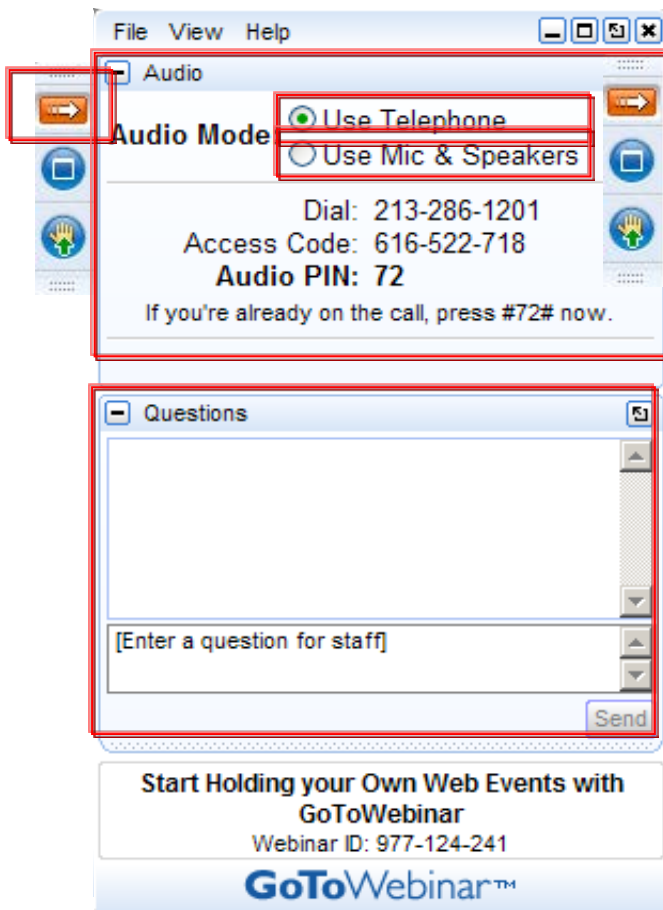 File View Help
Audio
Audio Mode
Use Telephone
Use Mic & Speakers
Dial: 213-286-1201
Access Code: 616-522-718
Audio PIN: 72
If you're already on the call, press #72# now.
Questions
[Enter a question for staff]
Send
Start Holding your Own Web Events with
GoToWebinar
Webinar ID: 977-124-241
GoToWebinar™